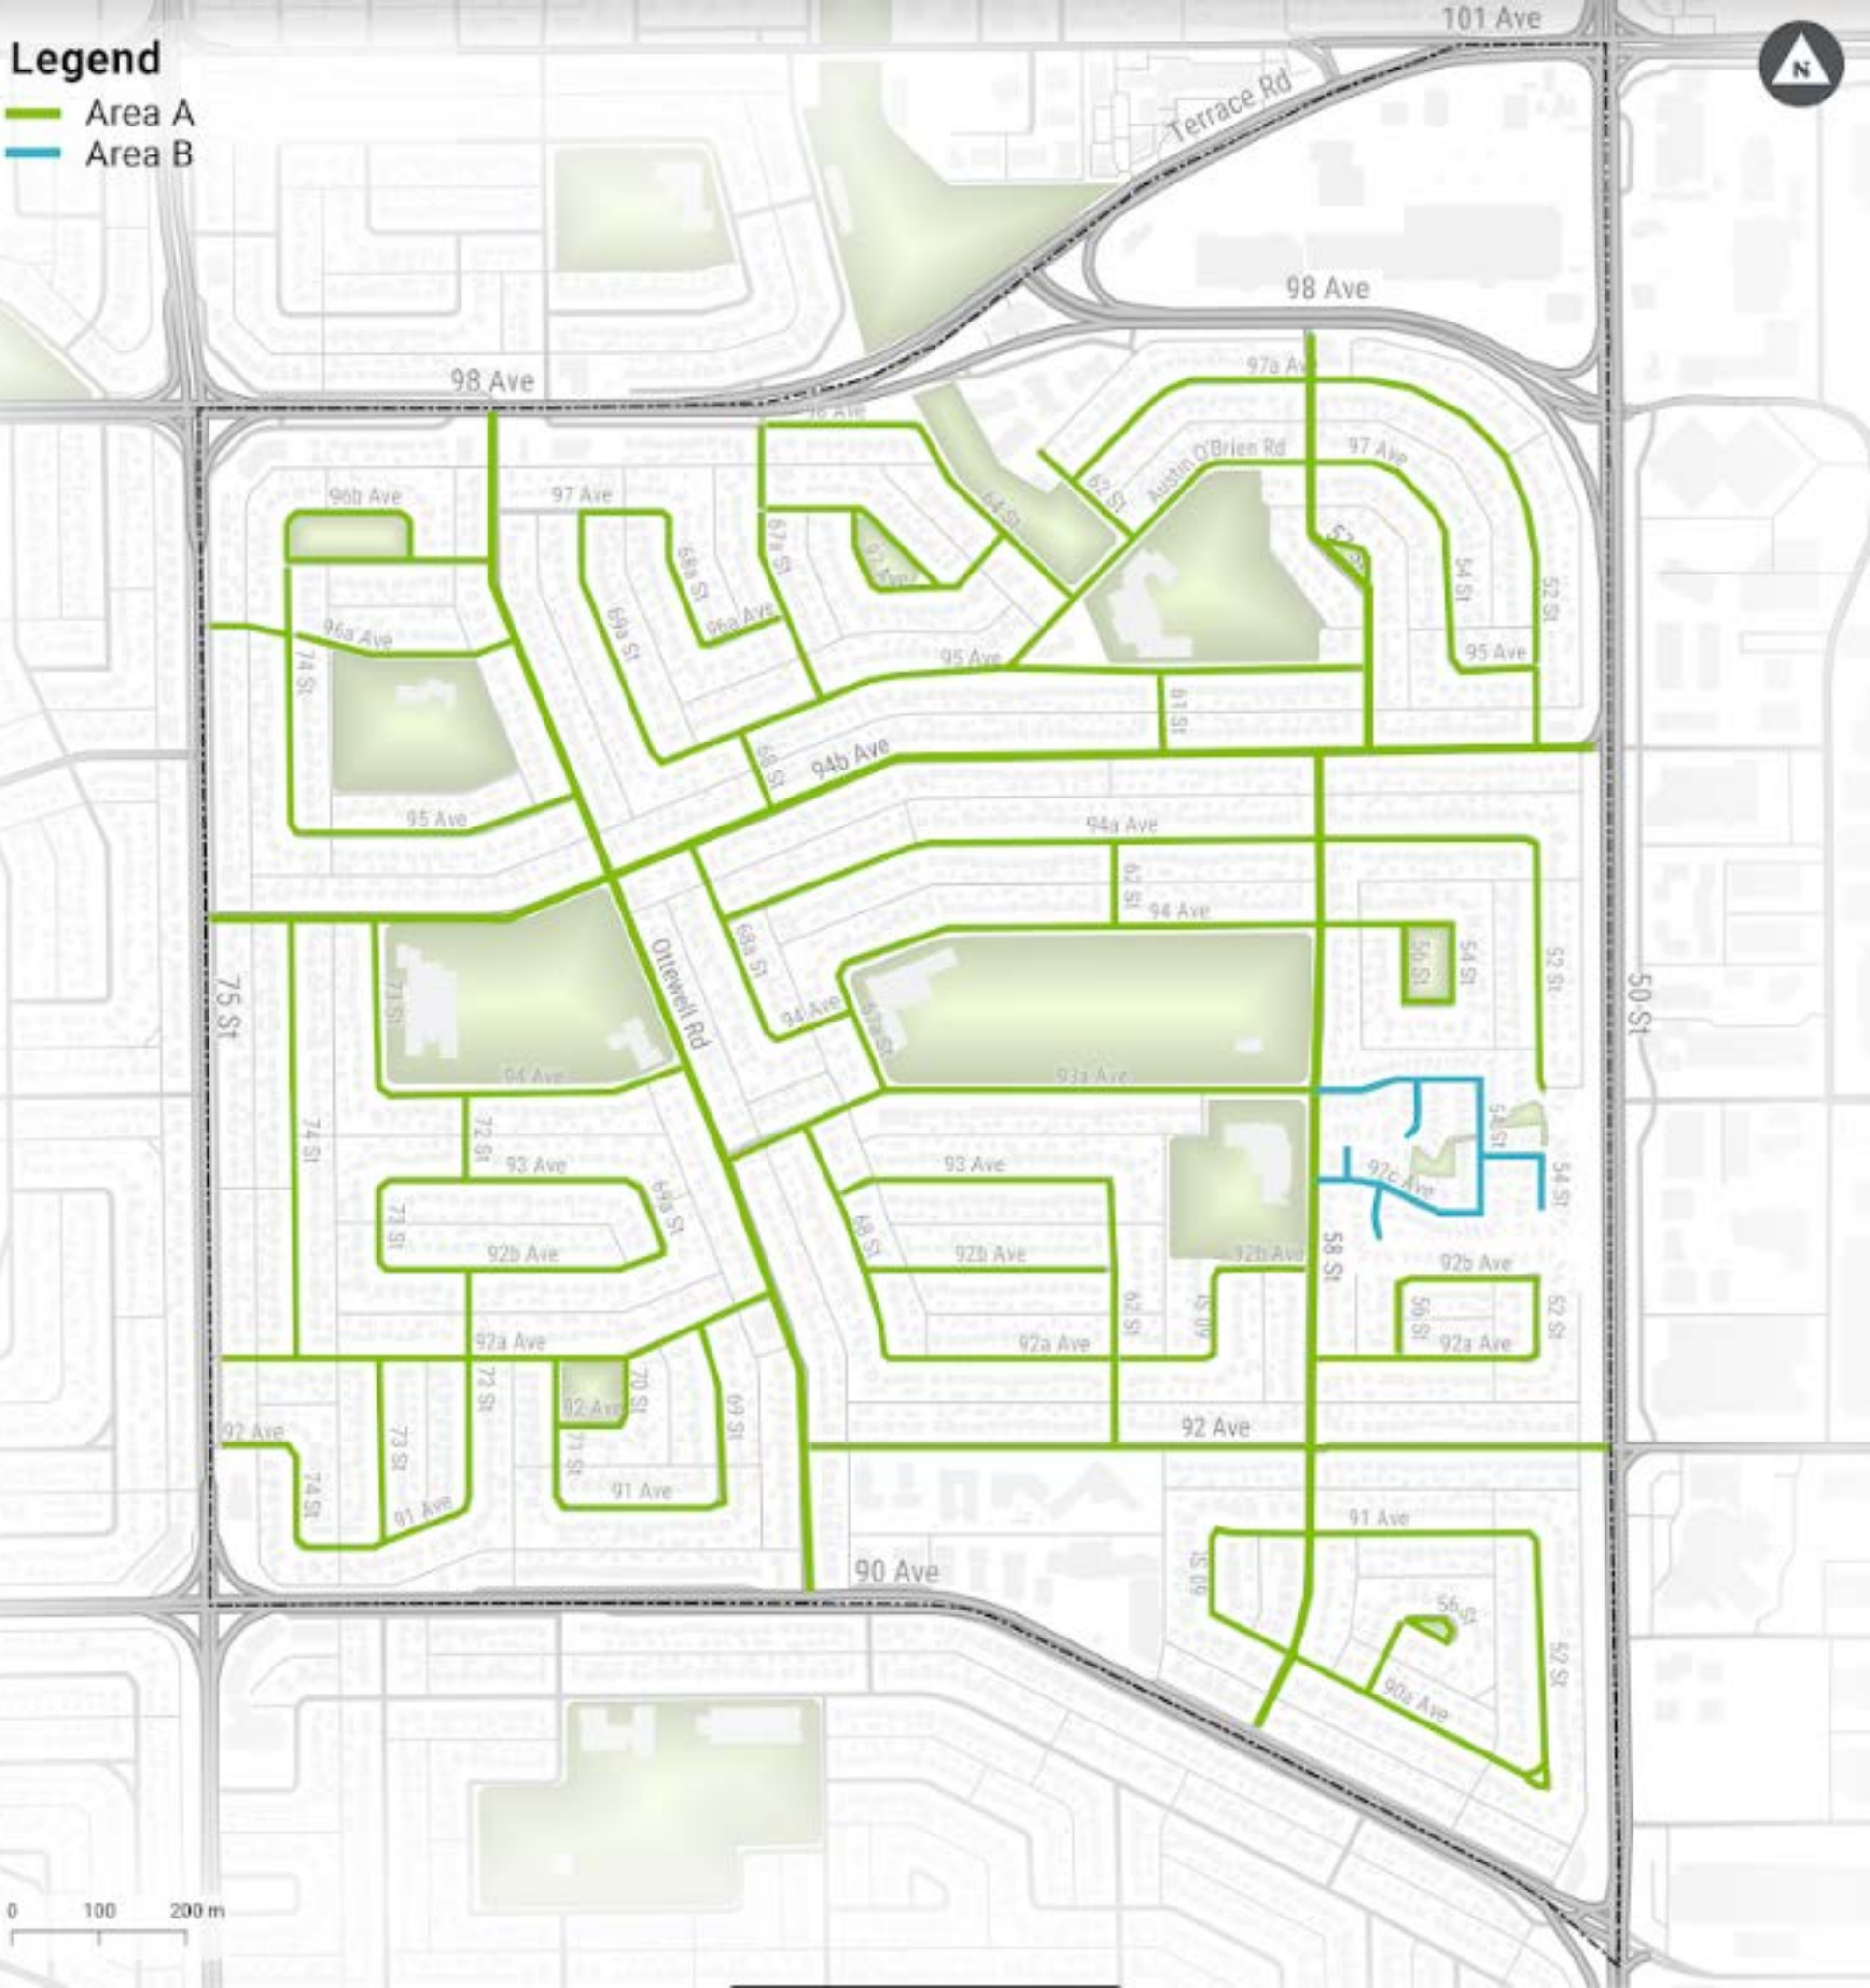 101 Ave
Legend
Area A
Area B
N
Terrace Rd
98 Ave
98 Ave
97a Ave
Austin O'Brien Rd
97 Ave
96b Ave
97 Ave
62 St
64 St
67a St
68a St
54 St
52 St
96a Ave
69a St
96a Ave
74 St
95 Ave
95 Ave
61 St
68 St
94b Ave
95 Ave
94a Ave
62 St
94 Ave
68a St
56 St
54 St
52 St
Ottewell Rd
75 St
73 St
94 Ave
67a St
50 St
94 Ave
93a Ave
74 St
72 St
54 St
93 Ave
93 Ave
92c Ave
54 St
73 St
69a St
68 St
92b Ave
92b Ave
92b Ave
58 St
92b Ave
62 St
60 St
56 St
52 St
92a Ave
92a Ave
92a Ave
72 St
70 St
92 Ave
69 St
92 Ave
92 Ave
73 St
71 St
74 St
91 Ave
91 Ave
91 Ave
90 Ave
60 St
56 St
52 St
90a Ave
0 100 200 m